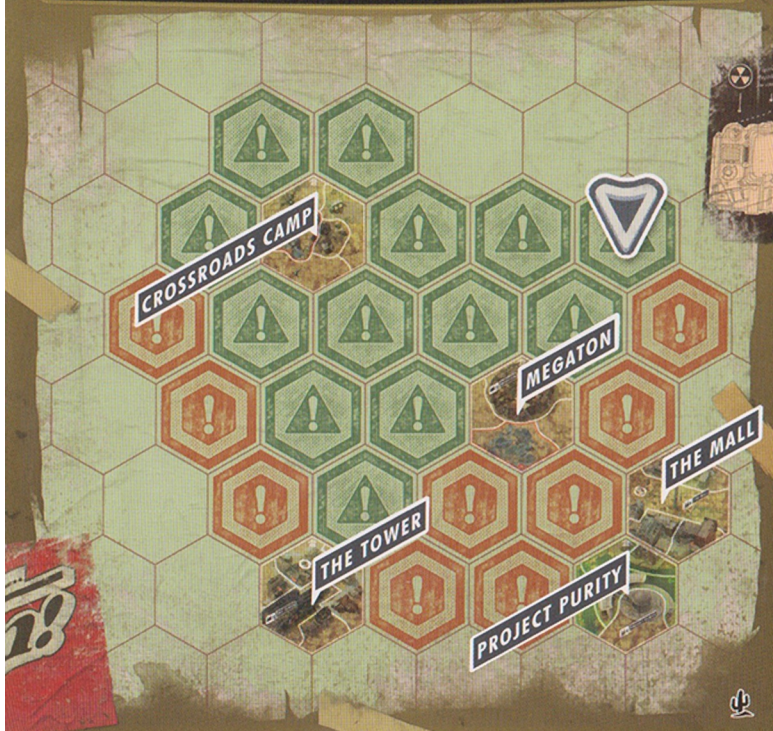 CROSSROADS CAMP
MEGATON
THE MALL
THE TOWER
PROJECT PURITY